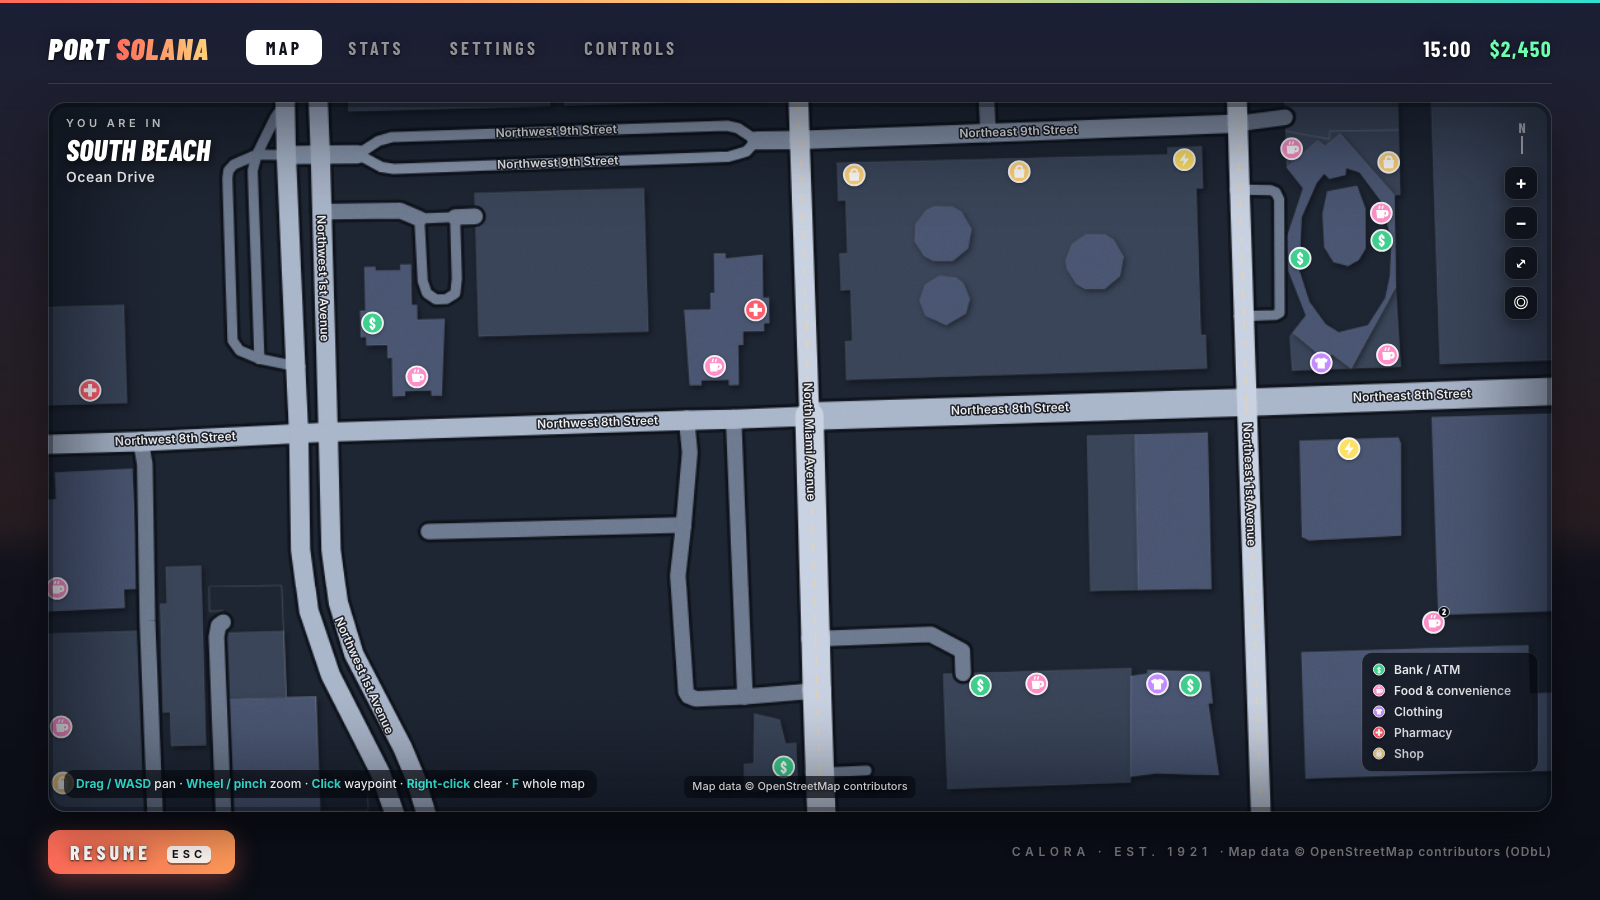 PORT SOLANA
MAP
STATS
SETTINGS
CONTROLS
15:00
$2,450
YOU ARE IN
SOUTH BEACH
Ocean Drive
Northwest 9th Street
Northwest 9th Street
Northeast 9th Street
N
+
−
Northwest 1st Avenue
Northwest 8th Street
Northwest 8th Street
North Miami Avenue
Northeast 8th Street
Northeast 8th Street
Northeast 1st Avenue
Northwest 1st Avenue
2
Bank / ATM
Food & convenience
Clothing
Pharmacy
Shop
Drag / WASD pan · Wheel / pinch zoom · Click waypoint · Right-click clear · F whole map
Map data © OpenStreetMap contributors
RESUME ESC
CALORA · EST. 1921 · Map data © OpenStreetMap contributors (ODbL)